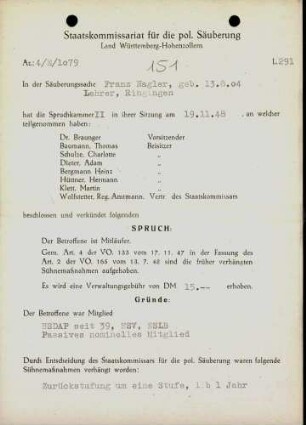 Staatskommissariat für die pol. Säuberung
Land Württemberg-Hohenzollern
Az: 4/H/1079 151 L291
In der Säuberungssache Franz Nagler, geb. 13.8.04
Lehrer, Ringingen
hat die Spruchkammer II in ihrer Sitzung am 19.11.48 an welcher
teilgenommen haben:
Dr. Braunger Vorsitzender
Baumann, Thomas Beisitzer
Schulze, Charlotte "
Dieter, Adam "
Bergmann Heinz "
Hüttner, Hermann "
Klett, Martin "
Wolfstetter, Reg. Amtmann, Vertr. des Staatskommissars
beschlossen und verkündet folgenden
SPRUCH:
Der Betroffene ist Mitläufer.
Gem. Art. 4 der VO. 133 vom 17. 11. 47 in der Fassung des
Art. 2 der VO. 165 vom 13. 7. 48 sind die früher verhängten
Sühnemaßnahmen aufgehoben.
Es wird eine Verwaltungsgebühr von DM 15.-- erhoben.
Gründe:
Der Betroffene war Mitglied
NSDAP seit 39, NSV, NSLB
Passives nominelles Mitglied
Durch Entscheidung des Staatskommissars für die pol. Säuberung waren folgende
Sühnemaßnahmen verhängt worden:
Zurückstufung um eine Stufe, 1 b 1 Jahr